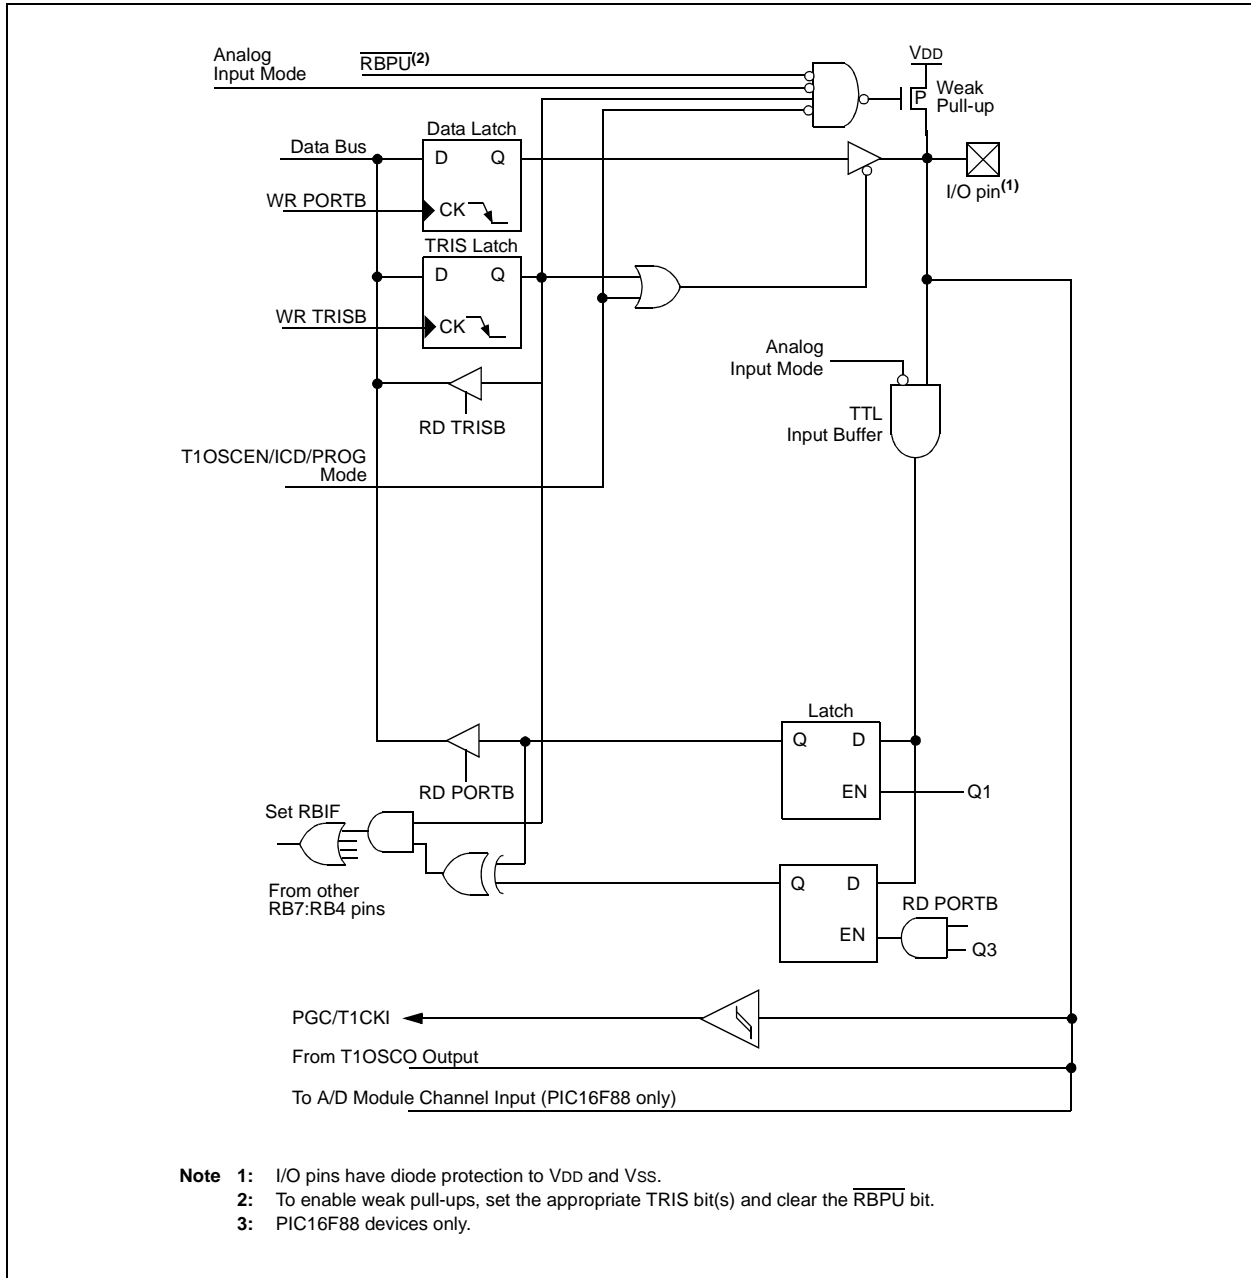 Analog
Input Mode
RBPU(2)
VDD
P
Weak
Pull-up
Data Latch
Data Bus
D Q
I/O pin(1)
WR PORTB
CK
TRIS Latch
D Q
WR TRISB
CK
Analog
Input Mode
RD TRISB
TTL
Input Buffer
T1OSCEN/ICD/PROG
Mode
Latch
Q D
RD PORTB
EN
Q1
Set RBIF
From other
RB7:RB4 pins
Q D
RD PORTB
EN
Q3
PGC/T1CKI
From T1OSCO Output
To A/D Module Channel Input (PIC16F88 only)
Note 1: I/O pins have diode protection to VDD and VSS.
2: To enable weak pull-ups, set the appropriate TRIS bit(s) and clear the RBPU bit.
3: PIC16F88 devices only.